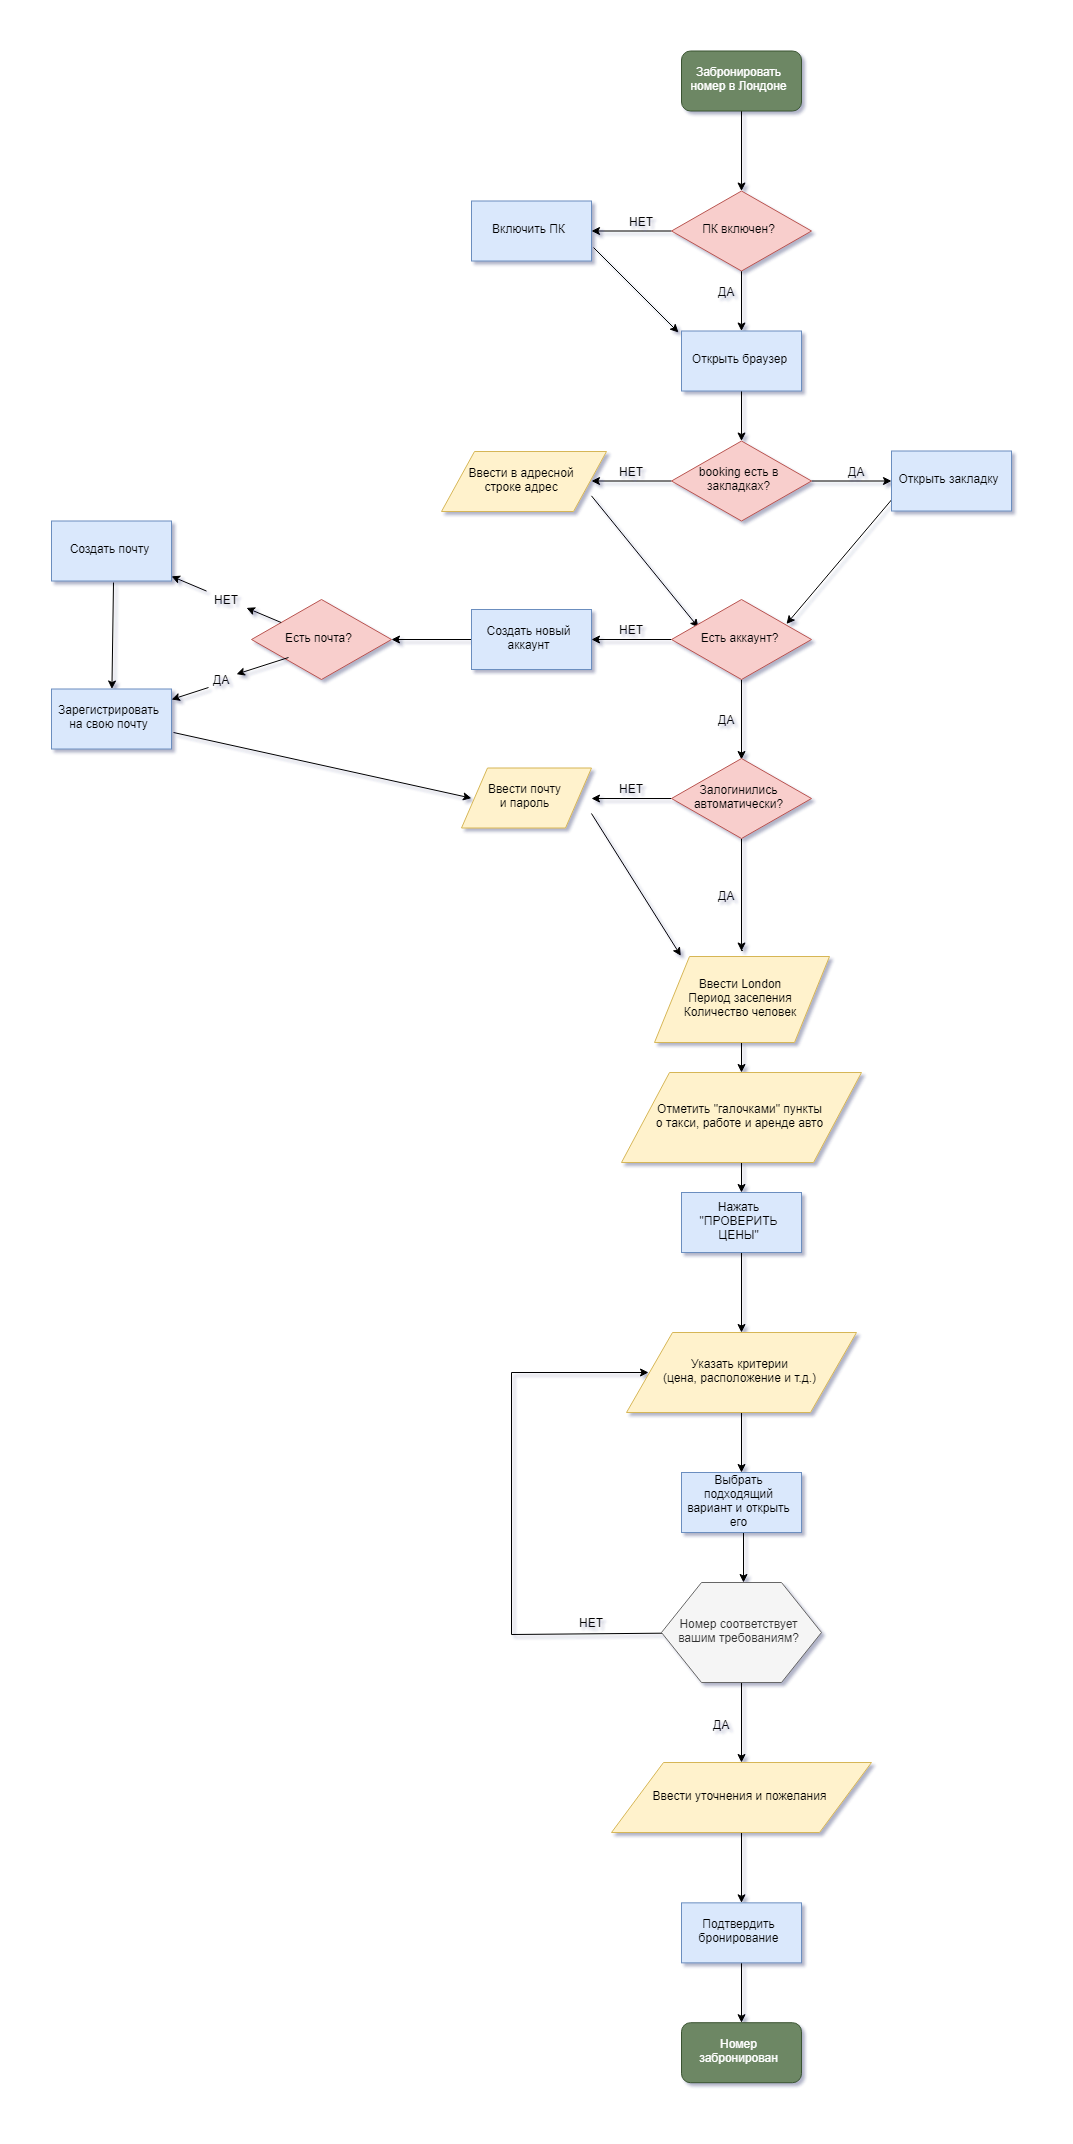 Забронировать
номер в Лондоне
Включить ПК
НЕТ
ПК включен?
ДА
Открыть браузер
Ввести в адресной
строке адрес
НЕТ
booking есть в
закладках?
ДА
Открыть закладку
Создать почту
НЕТ
Есть почта?
Создать новый
аккаунт
НЕТ
Есть аккаунт?
ДА
Зарегистрировать
на свою почту
ДА
Ввести почту
и пароль
НЕТ
Залогинились
автоматически?
ДА
Ввести London
Период заселения
Количество человек
Отметить "галочками" пункты
о такси, работе и аренде авто
Нажать
"ПРОВЕРИТЬ
ЦЕНЫ"
Указать критерии
(цена, расположение и т.д.)
Выбрать
подходящий
вариант и открыть
его
НЕТ
Номер соответствует
вашим требованиям?
ДА
Ввести уточнения и пожелания
Подтвердить
бронирование
Номер
забронирован